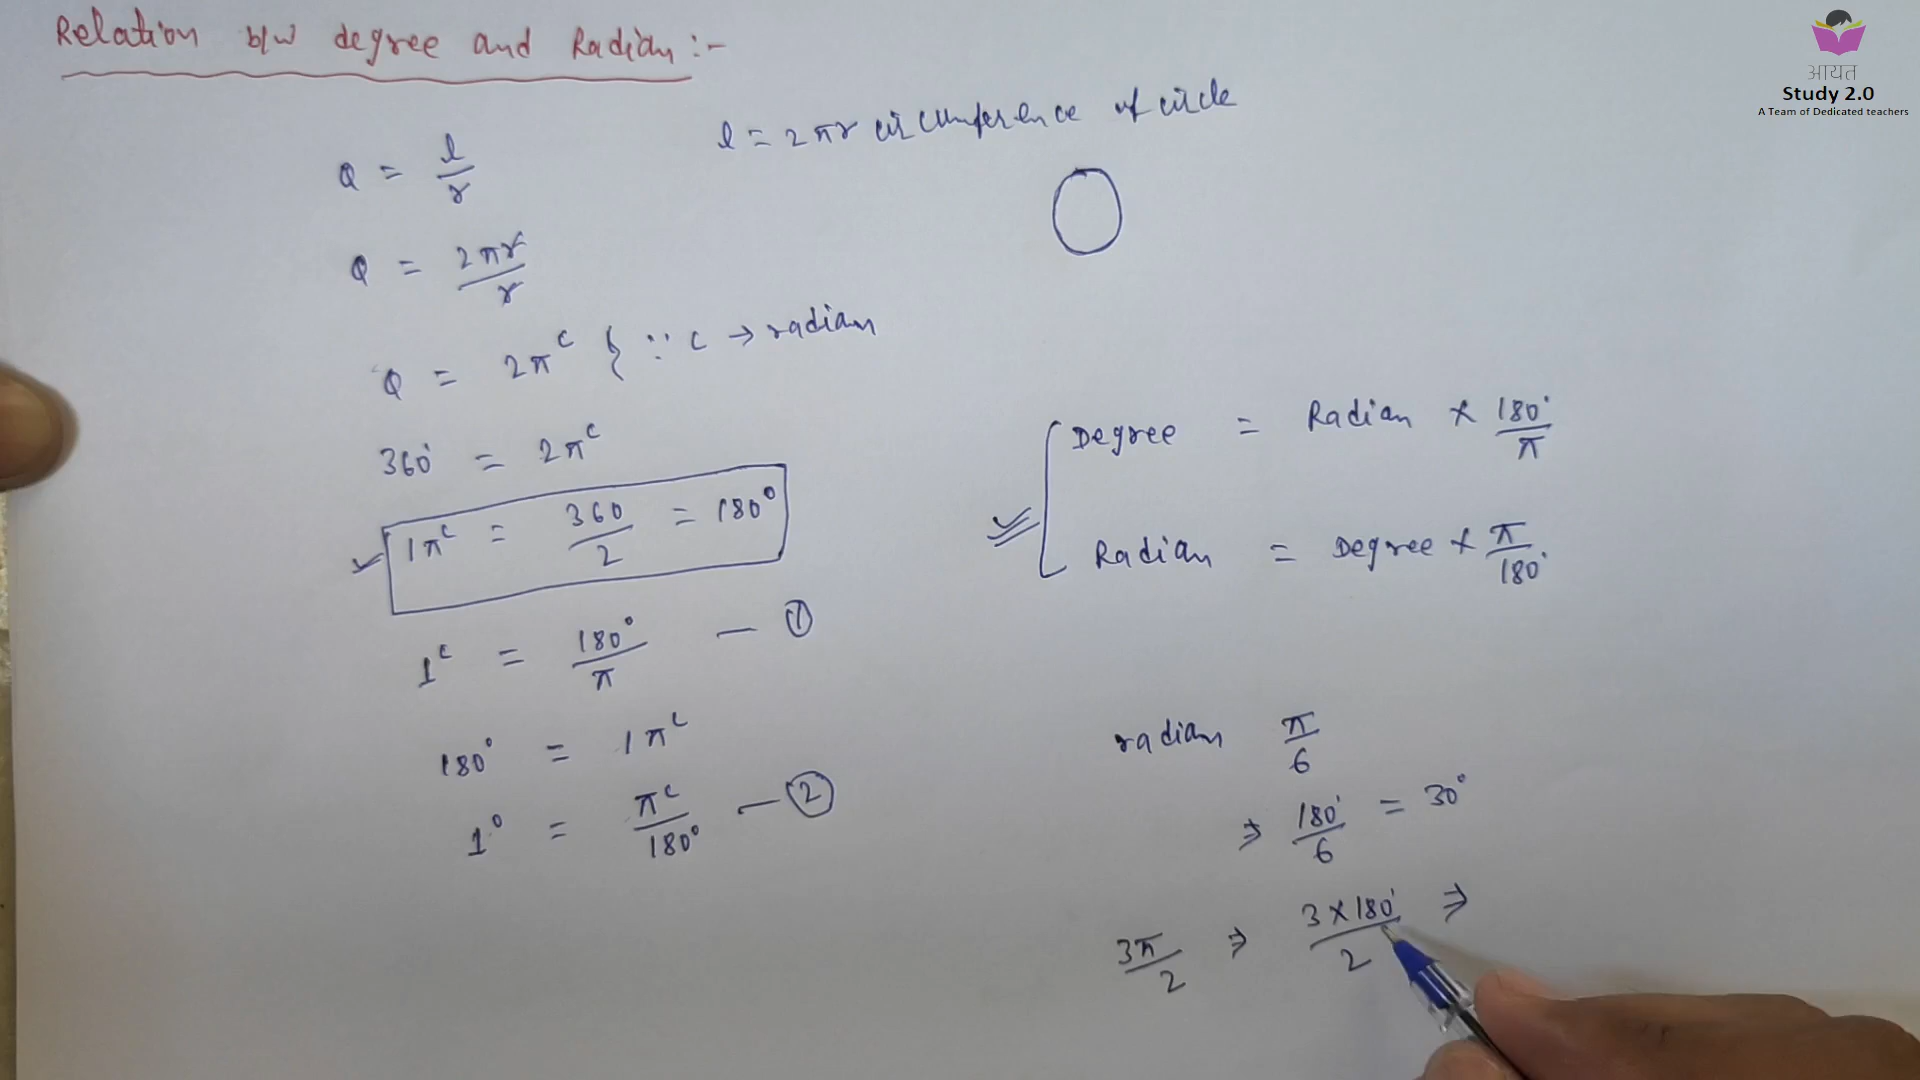 Relation b/w degree and Radian :-
आयत
Study 2.0
A Team of Dedicated teachers
l = 2πr circumference of circle
Q = l/r
Q = 2πr/r
Q = 2π^c { ∵ c → radian
360° = 2π^c
1π^c = 360/2 = 180°
1^c = 180°/π — ①
180° = 1π^c
1° = π^c/180° — ②
Degree = Radian × 180°/π
Radian = Degree × π/180°
radian π/6
⇒ 180°/6 = 30°
3π/2 ⇒ 3×180°/2 ⇒